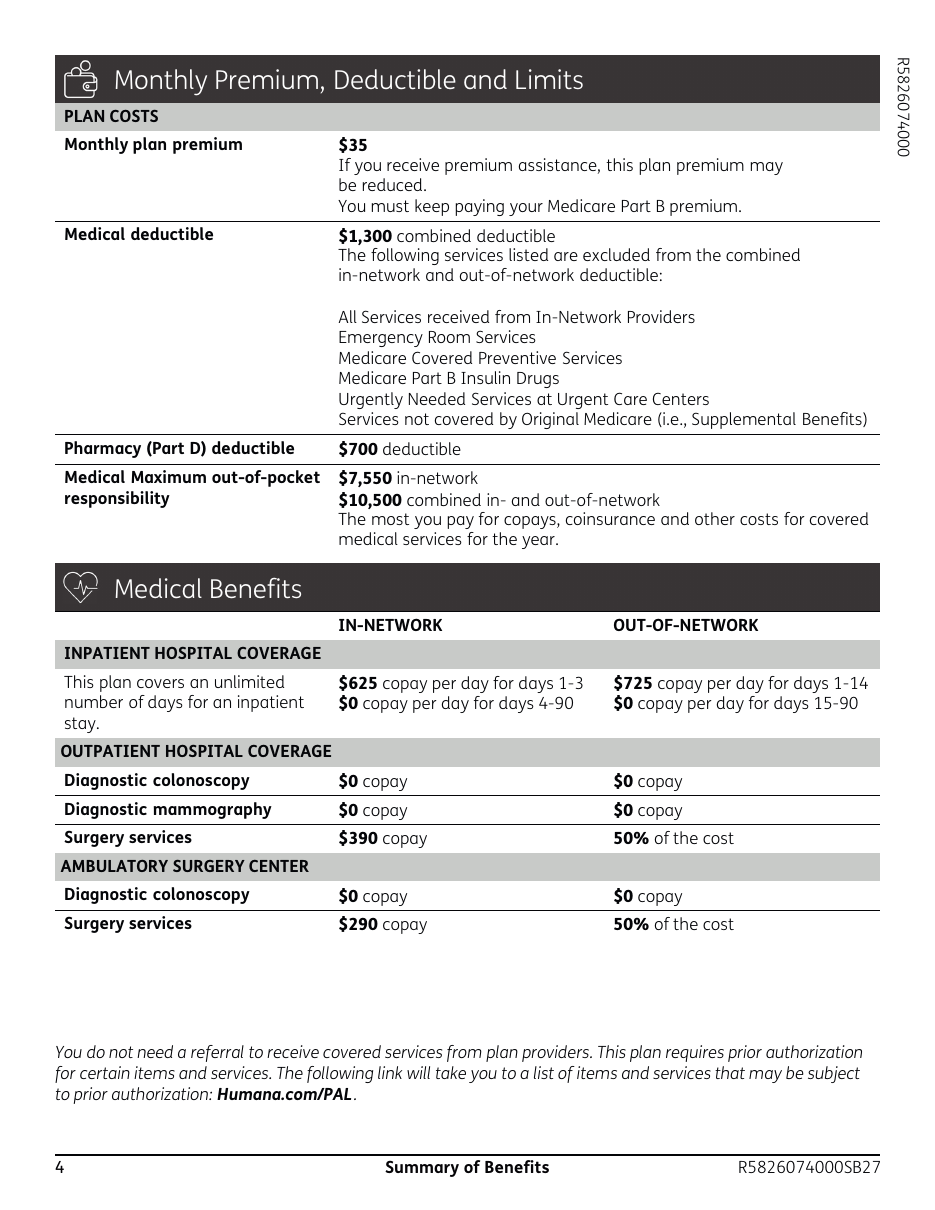 Monthly Premium, Deductible and Limits
R5826074000
PLAN COSTS
Monthly plan premium
$35
If you receive premium assistance, this plan premium may
be reduced.
You must keep paying your Medicare Part B premium.
Medical deductible
$1,300 combined deductible
The following services listed are excluded from the combined
in-network and out-of-network deductible:
All Services received from In-Network Providers
Emergency Room Services
Medicare Covered Preventive Services
Medicare Part B Insulin Drugs
Urgently Needed Services at Urgent Care Centers
Services not covered by Original Medicare (i.e., Supplemental Benefits)
Pharmacy (Part D) deductible
$700 deductible
Medical Maximum out-of-pocket
responsibility
$7,550 in-network
$10,500 combined in- and out-of-network
The most you pay for copays, coinsurance and other costs for covered
medical services for the year.
Medical Benefits
IN-NETWORK OUT-OF-NETWORK
INPATIENT HOSPITAL COVERAGE
This plan covers an unlimited
number of days for an inpatient
stay.
$625 copay per day for days 1-3
$0 copay per day for days 4-90
$725 copay per day for days 1-14
$0 copay per day for days 15-90
OUTPATIENT HOSPITAL COVERAGE
Diagnostic colonoscopy $0 copay $0 copay
Diagnostic mammography $0 copay $0 copay
Surgery services $390 copay 50% of the cost
AMBULATORY SURGERY CENTER
Diagnostic colonoscopy $0 copay $0 copay
Surgery services $290 copay 50% of the cost
You do not need a referral to receive covered services from plan providers. This plan requires prior authorization
for certain items and services. The following link will take you to a list of items and services that may be subject
to prior authorization: Humana.com/PAL.
4 Summary of Benefits R5826074000SB27